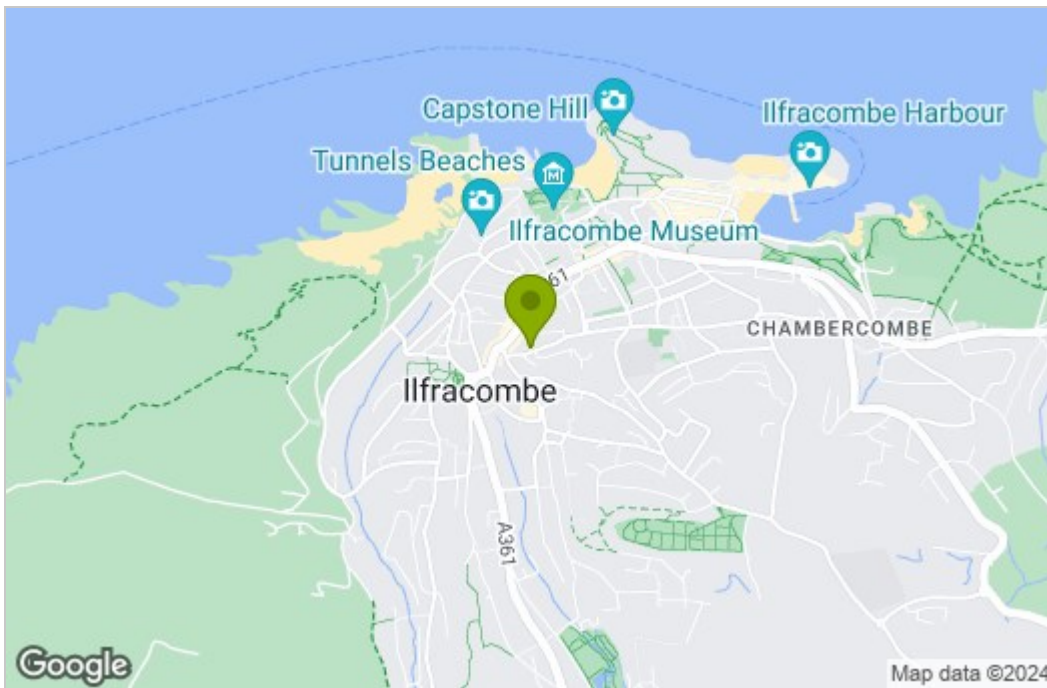 Capstone Hill
Ilfracombe Harbour
Tunnels Beaches
Ilfracombe Museum
61
CHAMBERCOMBE
Ilfracombe
A361
Google
Map data ©2024